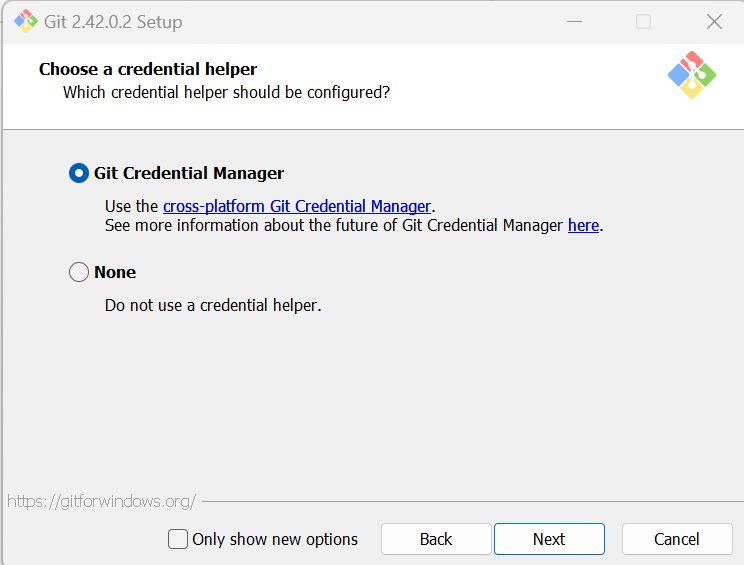 Git 2.42.0.2 Setup
Choose a credential helper
Which credential helper should be configured?
Git Credential Manager
Use the cross-platform Git Credential Manager.
See more information about the future of Git Credential Manager here.
None
Do not use a credential helper.
https://gitforwindows.org/
Only show new options
Back
Next
Cancel